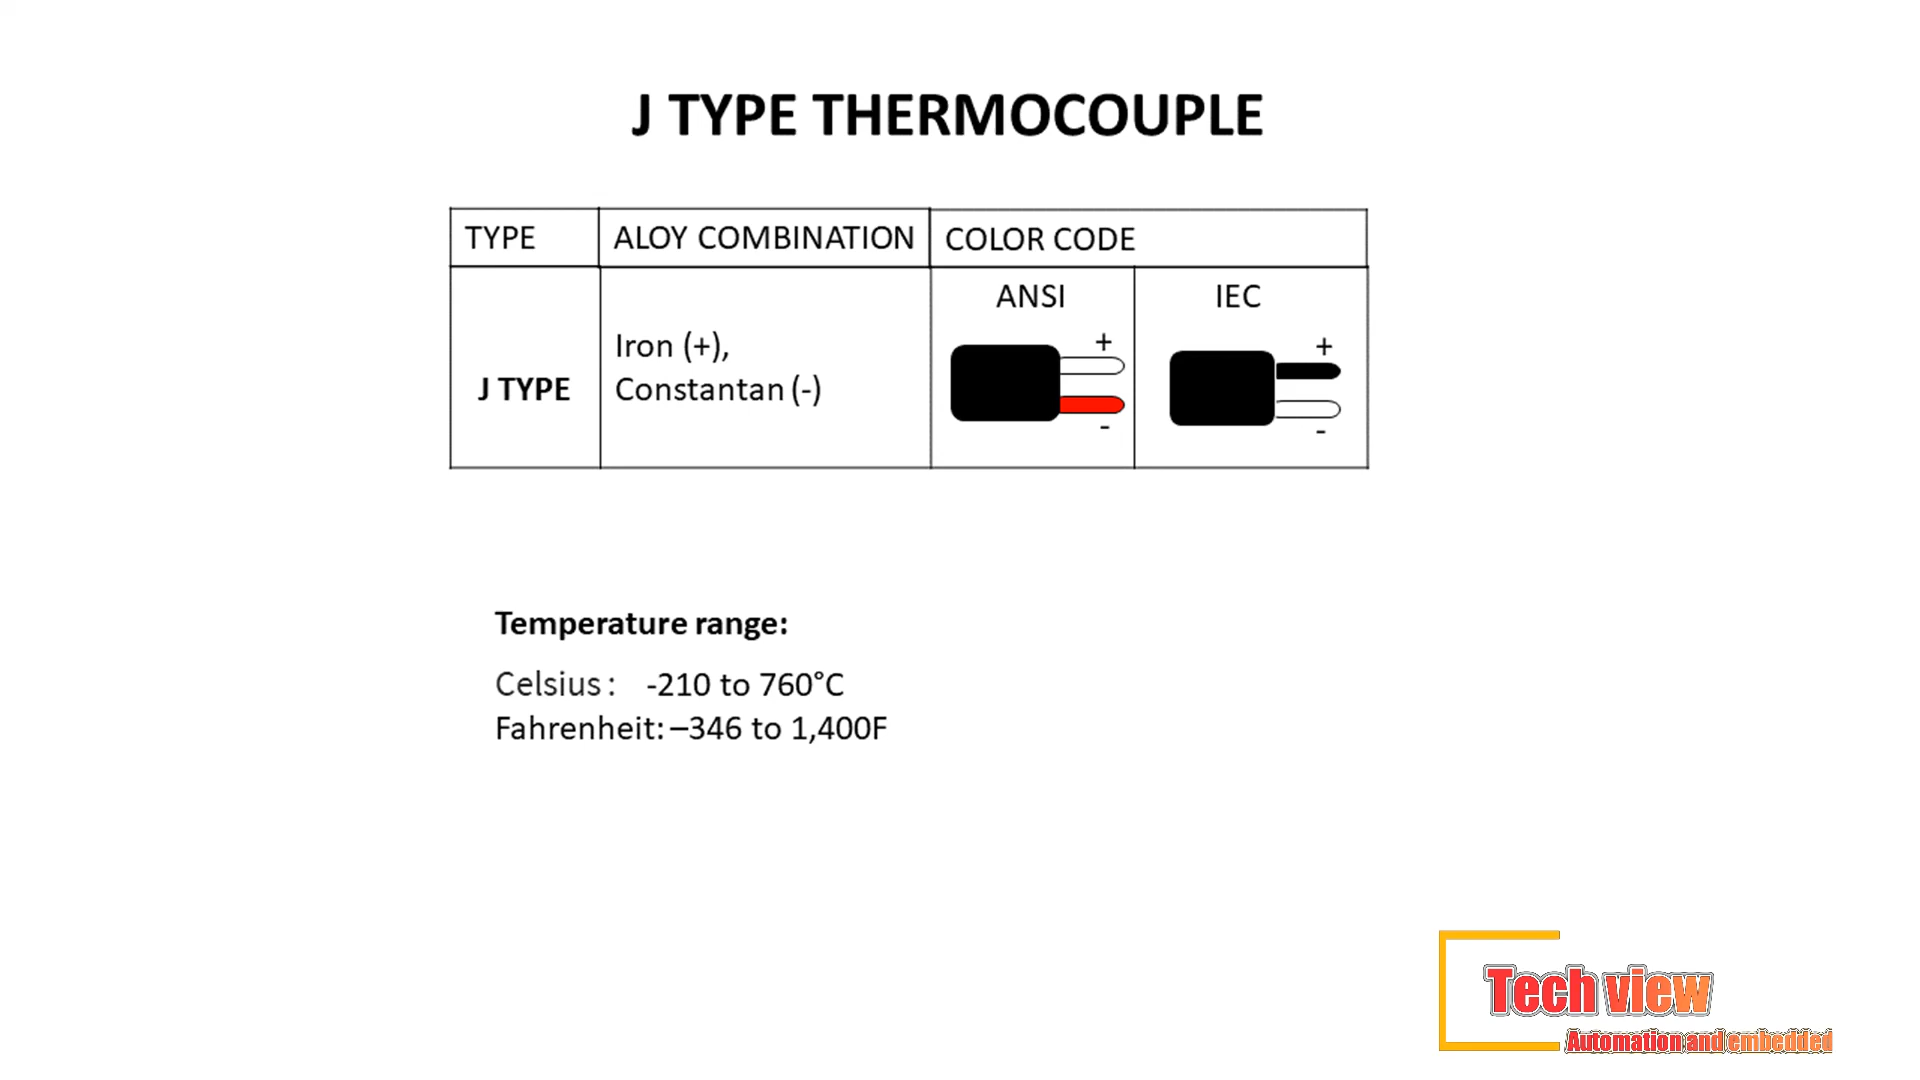 J TYPE THERMOCOUPLE
TYPE ALOY COMBINATION COLOR CODE
ANSI IEC
J TYPE
Iron (+),
Constantan (-)
+ +
- -
Temperature range:
Celsius : -210 to 760°C
Fahrenheit: –346 to 1,400F
Tech view
Automation and embedded